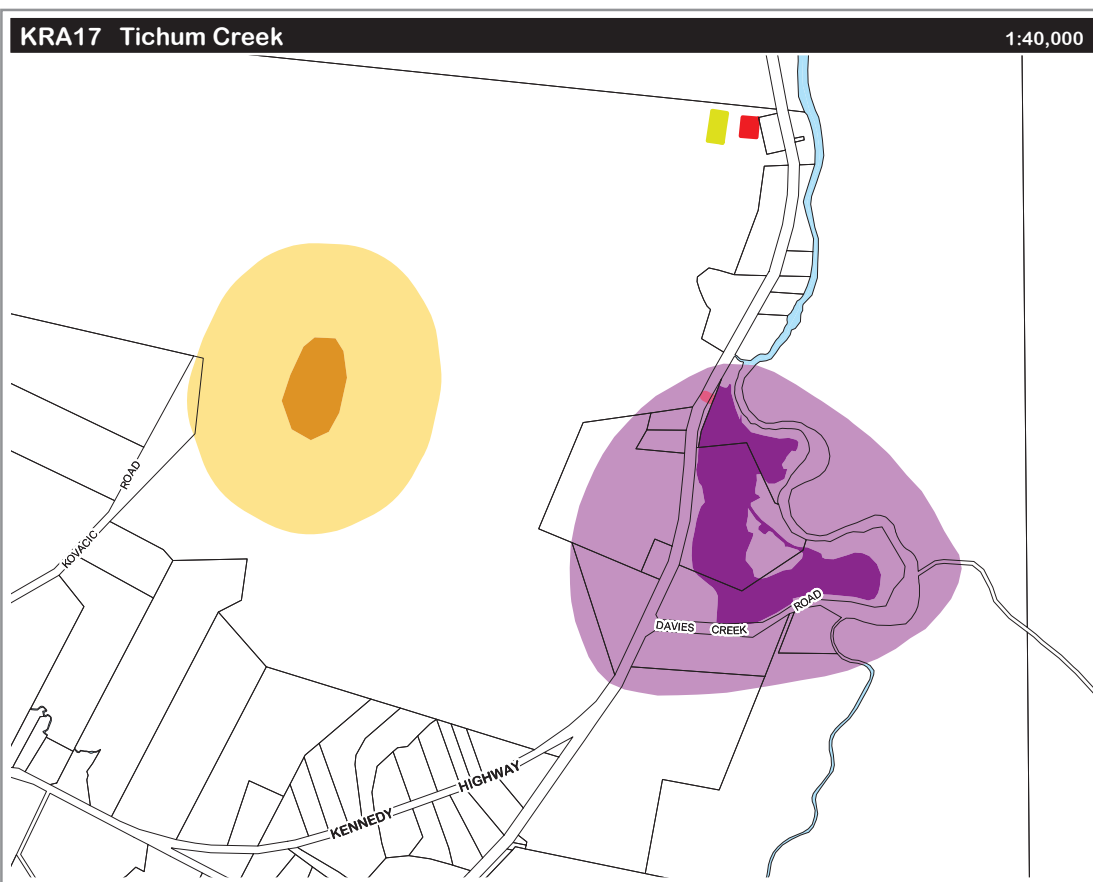 KRA17 Tichum Creek
1:40,000
KOVACIC ROAD
DAVIES CREEK ROAD
KENNEDY HIGHWAY